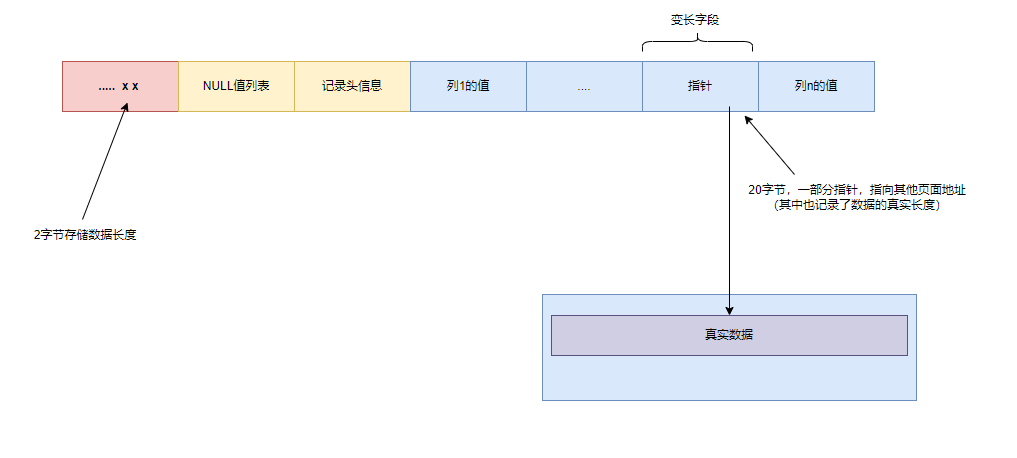 变长字段
..... x x
NULL值列表
记录头信息
列1的值
....
指针
列n的值
20字节，一部分指针，指向其他页面地址
（其中也记录了数据的真实长度）
2字节存储数据长度
真实数据